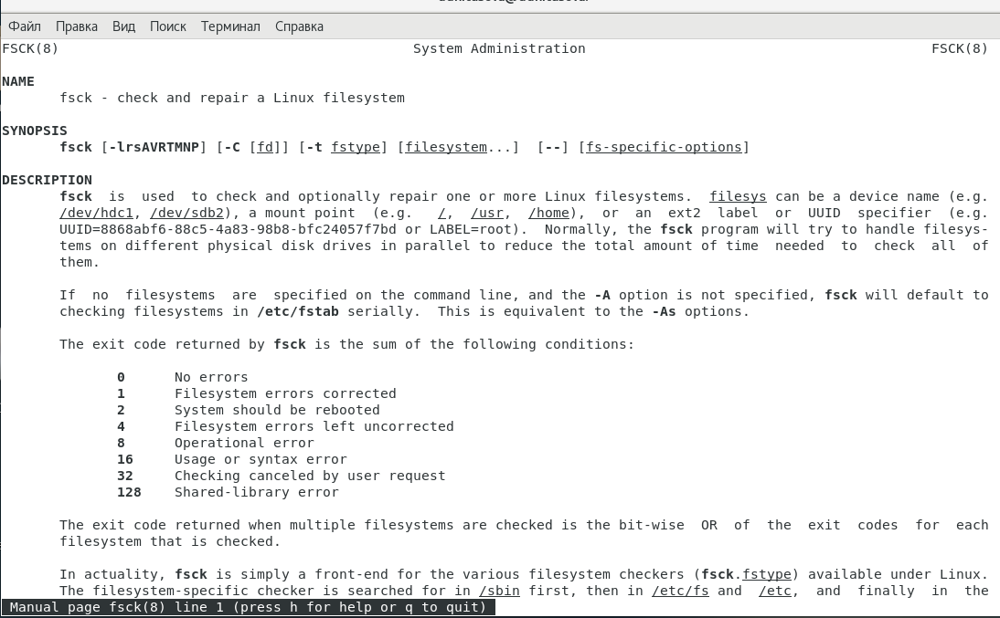 Файл Правка Вид Поиск Терминал Справка
FSCK(8) System Administration FSCK(8)
NAME
fsck - check and repair a Linux filesystem
SYNOPSIS
fsck [-lrsAVRTMNP] [-C [fd]] [-t fstype] [filesystem...] [--] [fs-specific-options]
DESCRIPTION
fsck is used to check and optionally repair one or more Linux filesystems. filesys can be a device name (e.g.
/dev/hdc1, /dev/sdb2), a mount point (e.g. /, /usr, /home), or an ext2 label or UUID specifier (e.g.
UUID=8868abf6-88c5-4a83-98b8-bfc24057f7bd or LABEL=root). Normally, the fsck program will try to handle filesys-
tems on different physical disk drives in parallel to reduce the total amount of time needed to check all of
them.
If no filesystems are specified on the command line, and the -A option is not specified, fsck will default to
checking filesystems in /etc/fstab serially. This is equivalent to the -As options.
The exit code returned by fsck is the sum of the following conditions:
0 No errors
1 Filesystem errors corrected
2 System should be rebooted
4 Filesystem errors left uncorrected
8 Operational error
16 Usage or syntax error
32 Checking canceled by user request
128 Shared-library error
The exit code returned when multiple filesystems are checked is the bit-wise OR of the exit codes for each
filesystem that is checked.
In actuality, fsck is simply a front-end for the various filesystem checkers (fsck.fstype) available under Linux.
The filesystem-specific checker is searched for in /sbin first, then in /etc/fs and /etc, and finally in the
Manual page fsck(8) line 1 (press h for help or q to quit)